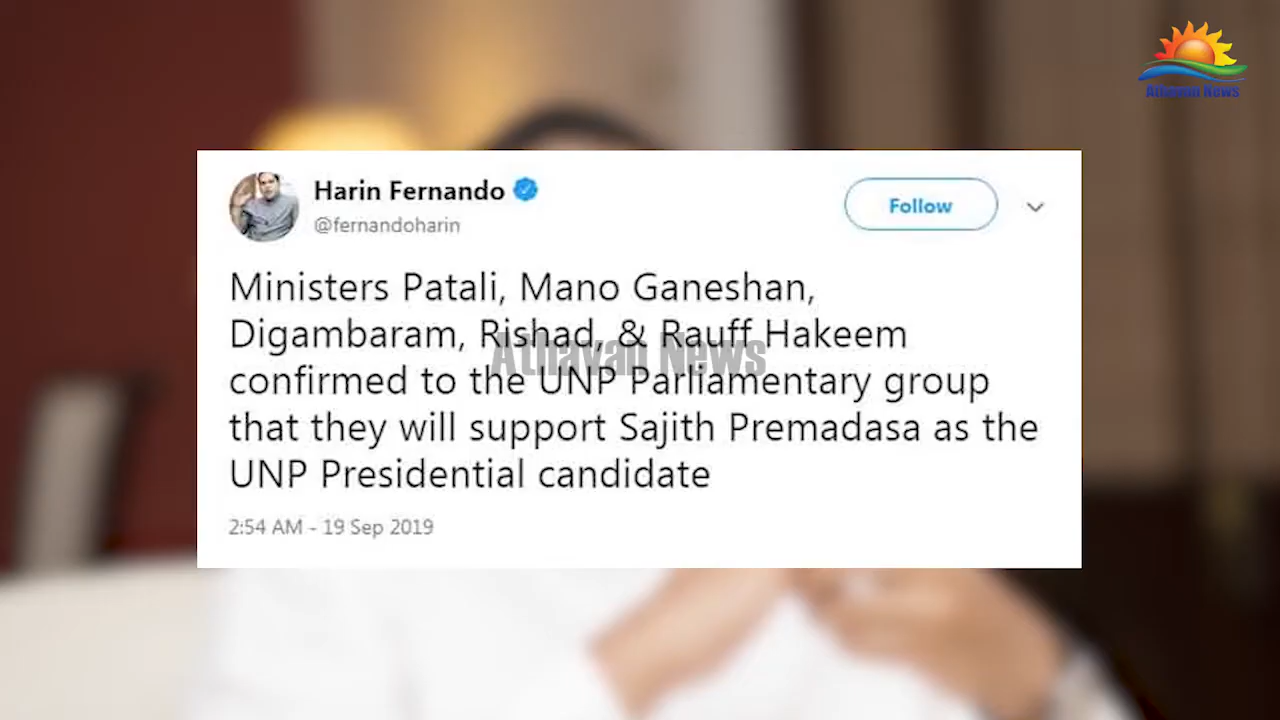 Athavan News
Harin Fernando
@fernandoharin
Follow
Ministers Patali, Mano Ganeshan,
Digambaram, Rishad, & Rauff Hakeem
Athavan News
confirmed to the UNP Parliamentary group
that they will support Sajith Premadasa as the
UNP Presidential candidate
2:54 AM - 19 Sep 2019